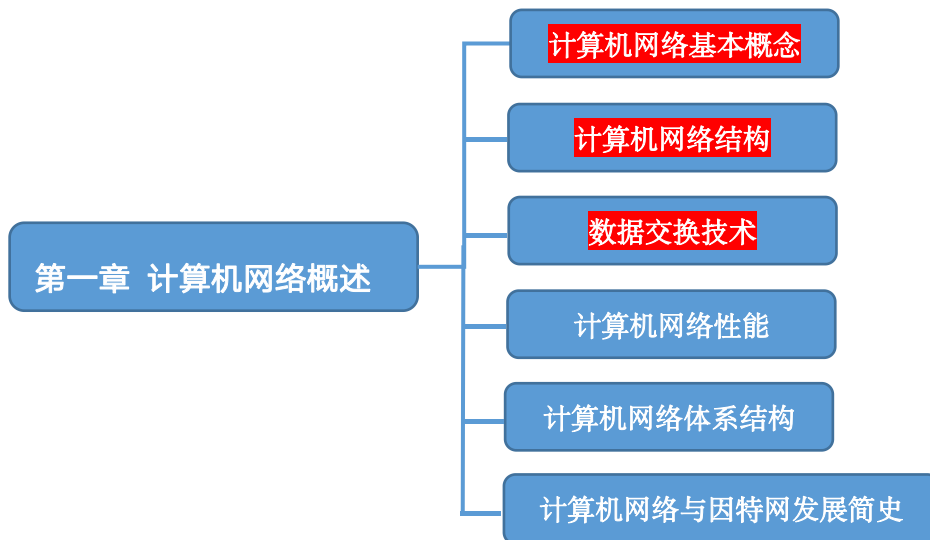 计算机网络基本概念
计算机网络结构
数据交换技术
第一章 计算机网络概述
计算机网络性能
计算机网络体系结构
计算机网络与因特网发展简史